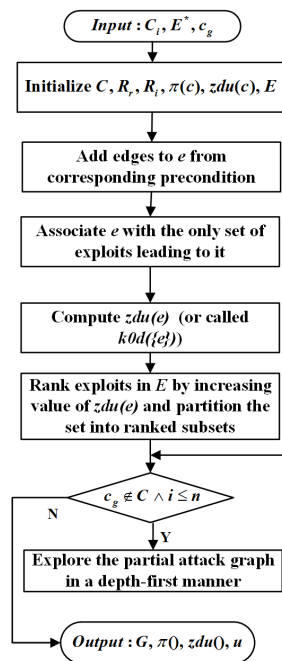 Input : C_i, E^*, c_g
Initialize C, R_r, R_i, π(c), zdu(c), E
Add edges to e from
corresponding precondition
Associate e with the only set of
exploits leading to it
Compute zdu(e) (or called
k0d({e}))
Rank exploits in E by increasing
value of zdu(e) and partition the
set into ranked subsets
c_g ∉ C ∧ i ≤ n
N
Y
Explore the partial attack graph
in a depth-first manner
Output : G, π(), zdu(), u